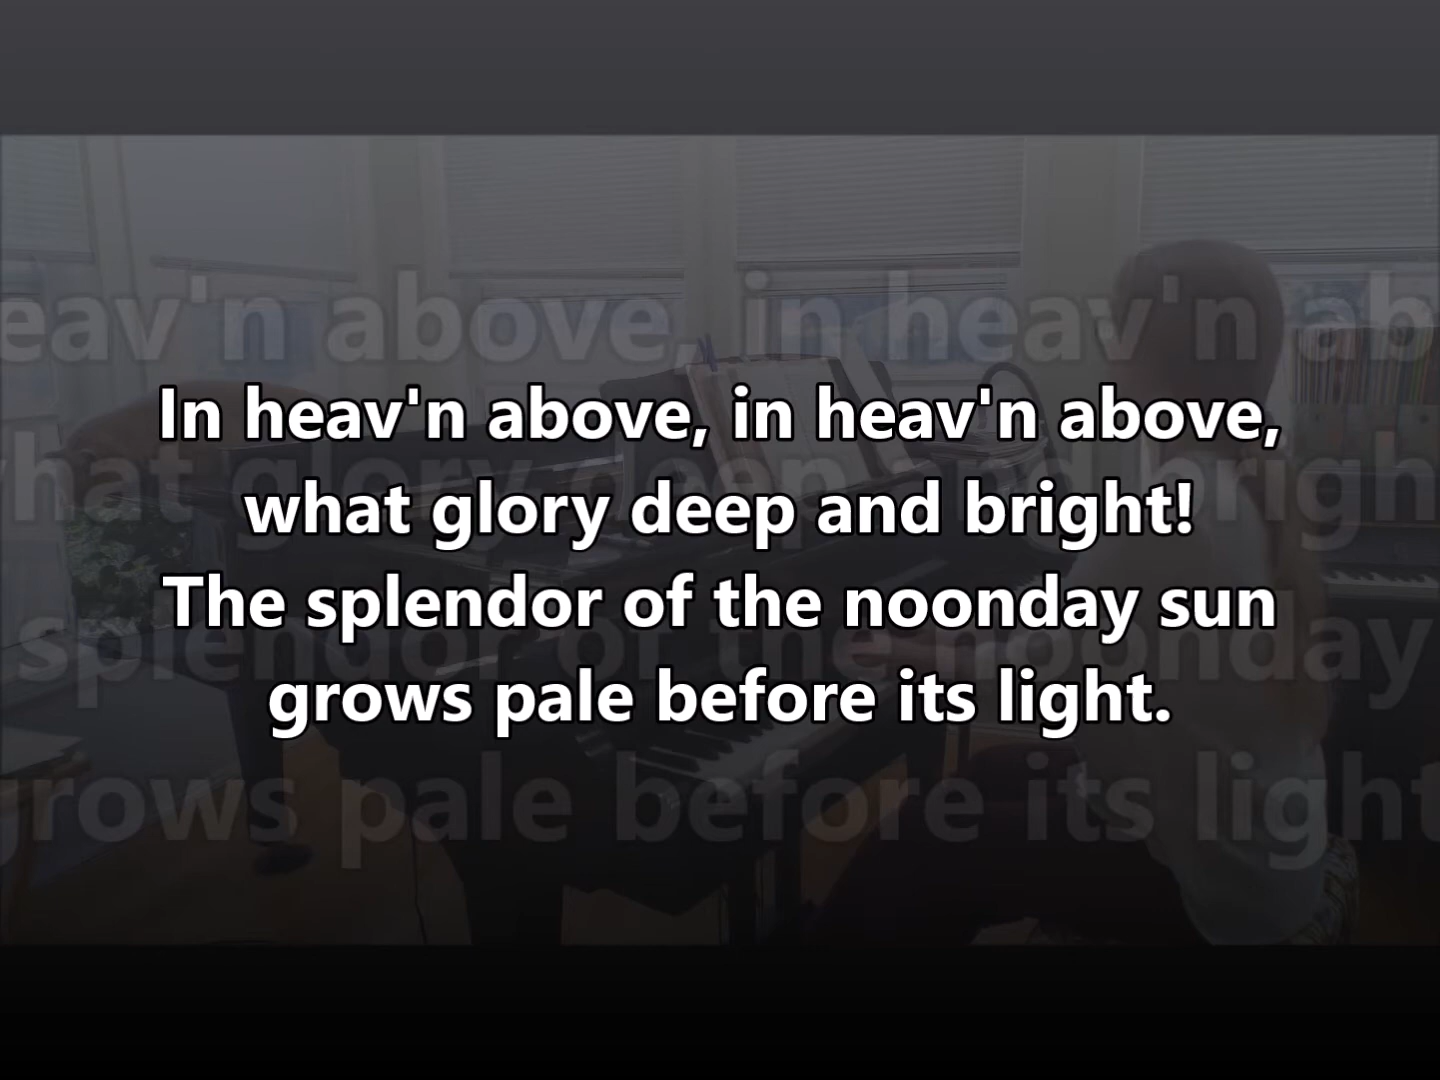 In heav'n above, in heav'n above,
what glory deep and bright!
The splendor of the noonday sun
grows pale before its light.